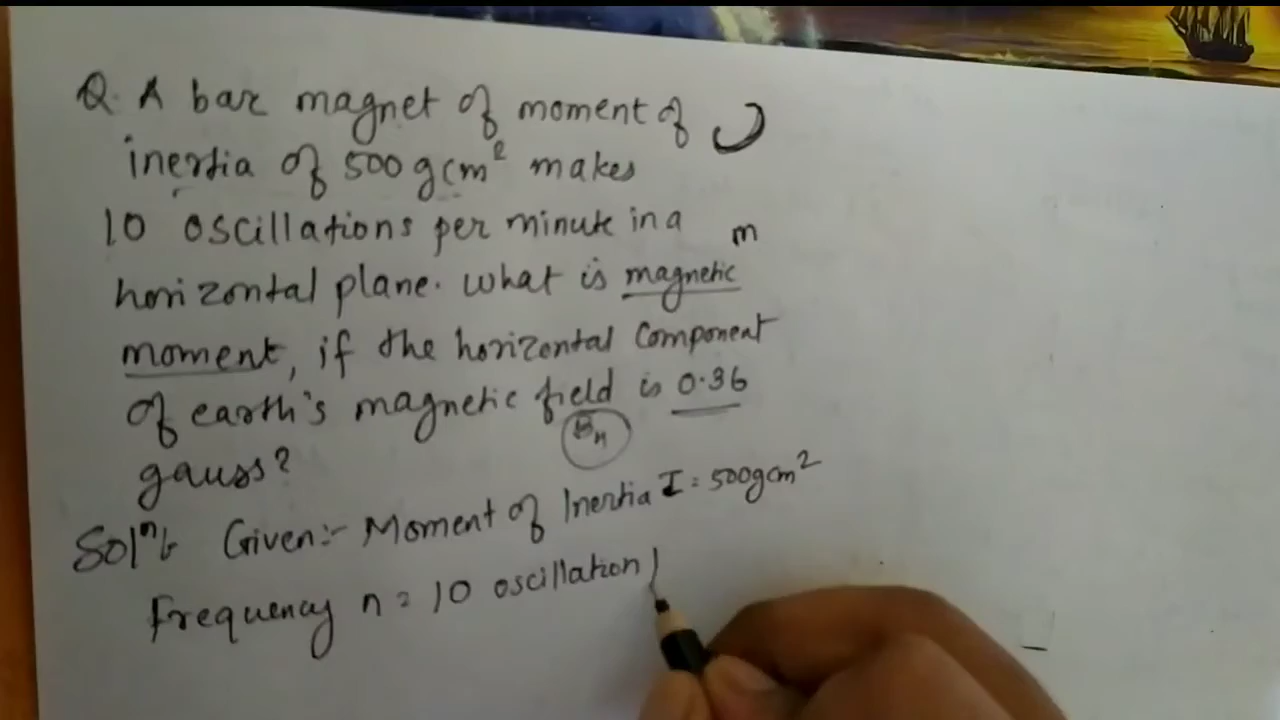 Q. A bar magnet of moment of
inertia of 500 gcm² makes
10 oscillations per minute in a
m
horizontal plane. What is magnetic
moment, if the horizontal component
of earth's magnetic field is 0.36
BH
gauss?
Solⁿ:- Given:- Moment of Inertia I = 500gcm²
Frequency n = 10 oscillation/